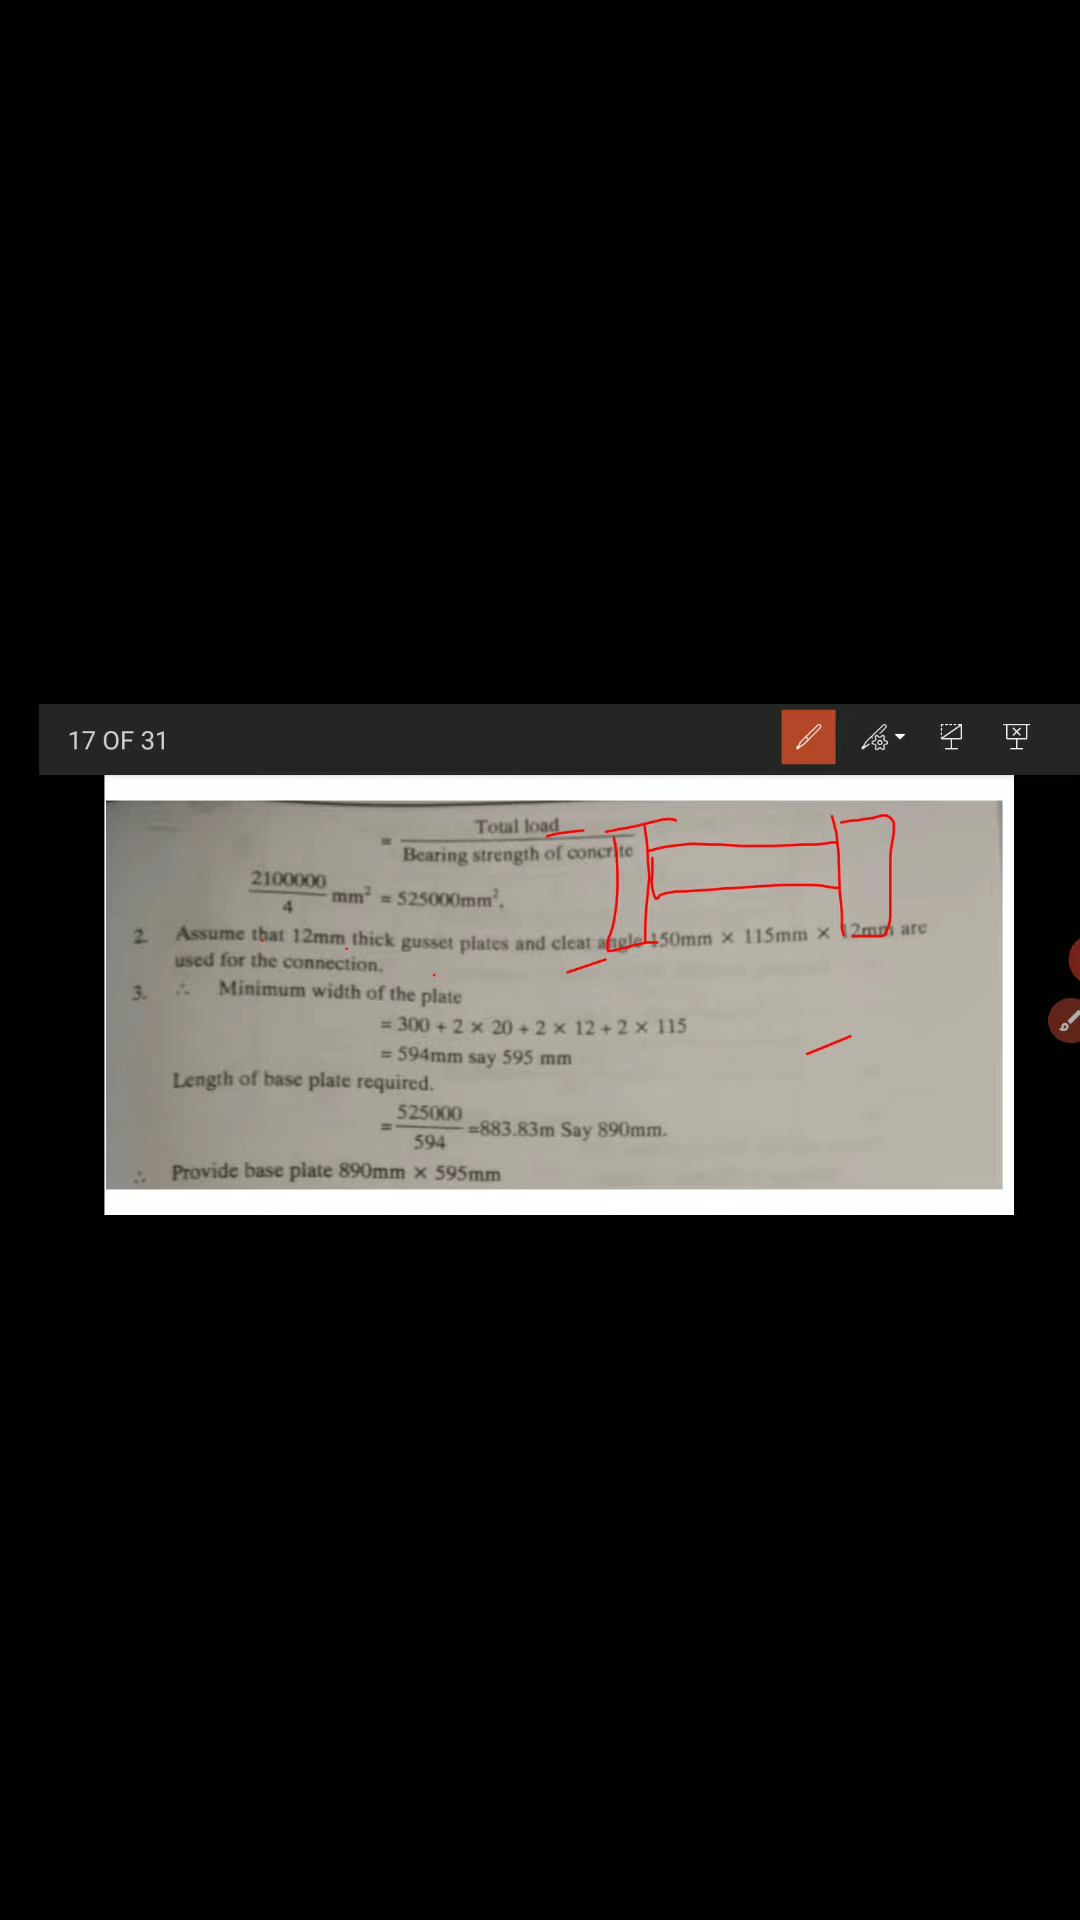 17 OF 31
= Total load / Bearing strength of concrite
2100000 / 4 mm² = 525000mm².
2. Assume that 12mm thick gusset plates and cleat angle 150mm × 115mm × 12mm are
used for the connection.
3. ∴ Minimum width of the plate
= 300 + 2 × 20 + 2 × 12 + 2 × 115
= 594mm say 595 mm
Length of base plate required.
= 525000 / 594 =883.83m Say 890mm.
∴ Provide base plate 890mm × 595mm